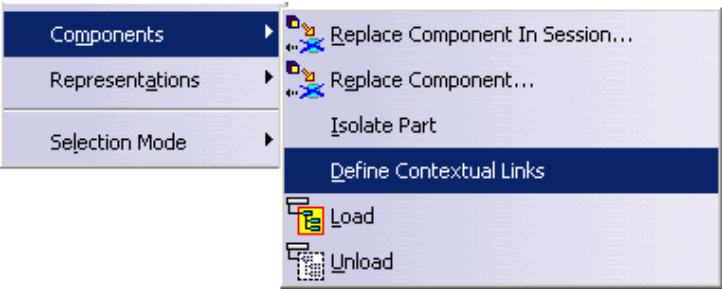 Components
Representations
Selection Mode
Replace Component In Session...
Replace Component...
Isolate Part
Define Contextual Links
Load
Unload